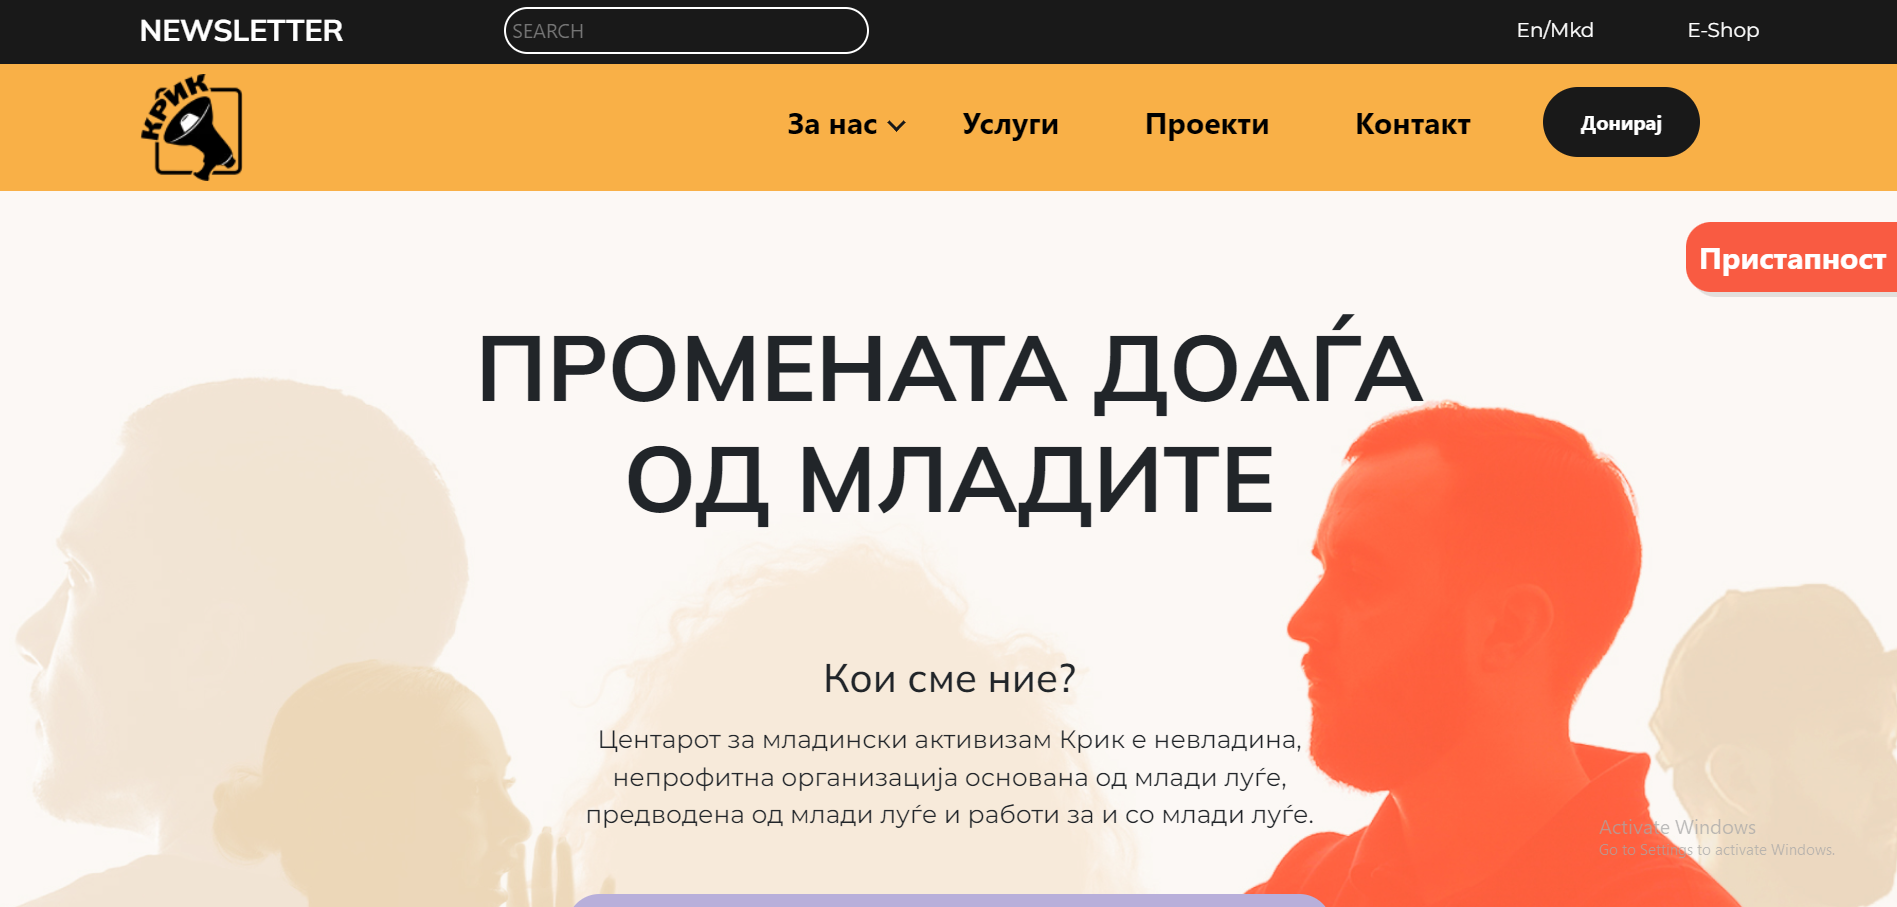 NEWSLETTER
SEARCH
En/Mkd
E-Shop
КРИК
За нас
Услуги
Проекти
Контакт
Донирај
Пристапност
ПРОМЕНАТА ДОАЃА
ОД МЛАДИТЕ
Кои сме ние?
Центарот за младински активизам Крик е невладина,
непрофитна организација основана од млади луѓе,
предводена од млади луѓе и работи за и со млади луѓе.
Activate Windows
Go to Settings to activate Windows.